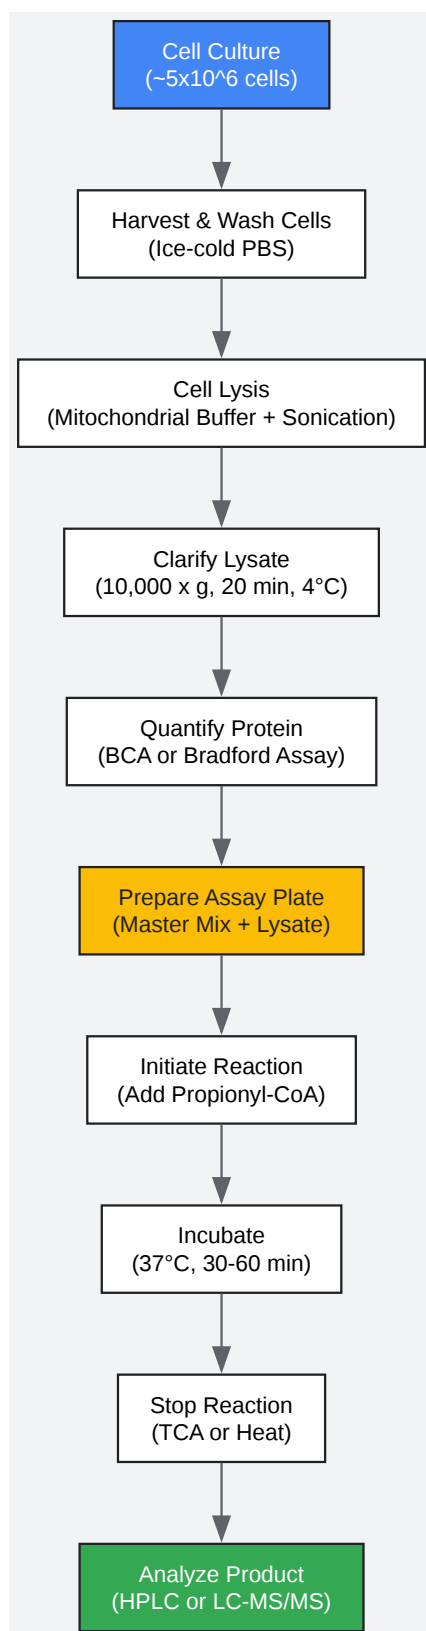 Cell Culture
(~5x10^6 cells)
Harvest & Wash Cells
(Ice-cold PBS)
Cell Lysis
(Mitochondrial Buffer + Sonication)
Clarify Lysate
(10,000 x g, 20 min, 4°C)
Quantify Protein
(BCA or Bradford Assay)
Prepare Assay Plate
(Master Mix + Lysate)
Initiate Reaction
(Add Propionyl-CoA)
Incubate
(37°C, 30-60 min)
Stop Reaction
(TCA or Heat)
Analyze Product
(HPLC or LC-MS/MS)